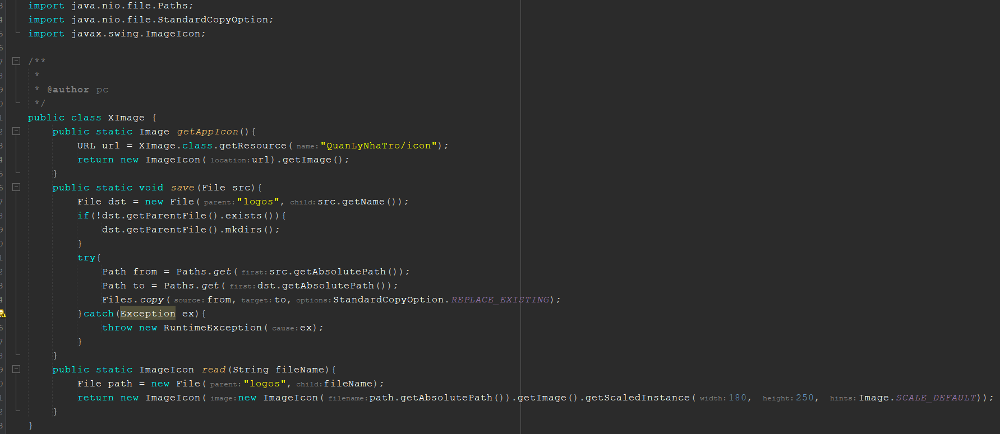 import java.nio.file.Paths;
import java.nio.file.StandardCopyOption;
import javax.swing.ImageIcon;
/**
 *
 * @author pc
 */
public class XImage {
    public static Image getAppIcon(){
        URL url = XImage.class.getResource( name:"QuanLyNhaTro/icon");
        return new ImageIcon( location:url).getImage();
    }
    public static void save(File src){
        File dst = new File( parent:"logos", child:src.getName());
        if(!dst.getParentFile().exists()){
            dst.getParentFile().mkdirs();
        }
        try{
            Path from = Paths.get( first:src.getAbsolutePath());
            Path to = Paths.get( first:dst.getAbsolutePath());
            Files.copy( source:from, target:to, options:StandardCopyOption.REPLACE_EXISTING);
        }catch(Exception ex){
            throw new RuntimeException( cause:ex);
        }
    }
    public static ImageIcon read(String fileName){
        File path = new File( parent:"logos", child:fileName);
        return new ImageIcon( image:new ImageIcon( filename:path.getAbsolutePath()).getImage().getScaledInstance( width:180, height:250, hints:Image.SCALE_DEFAULT));
    }
}